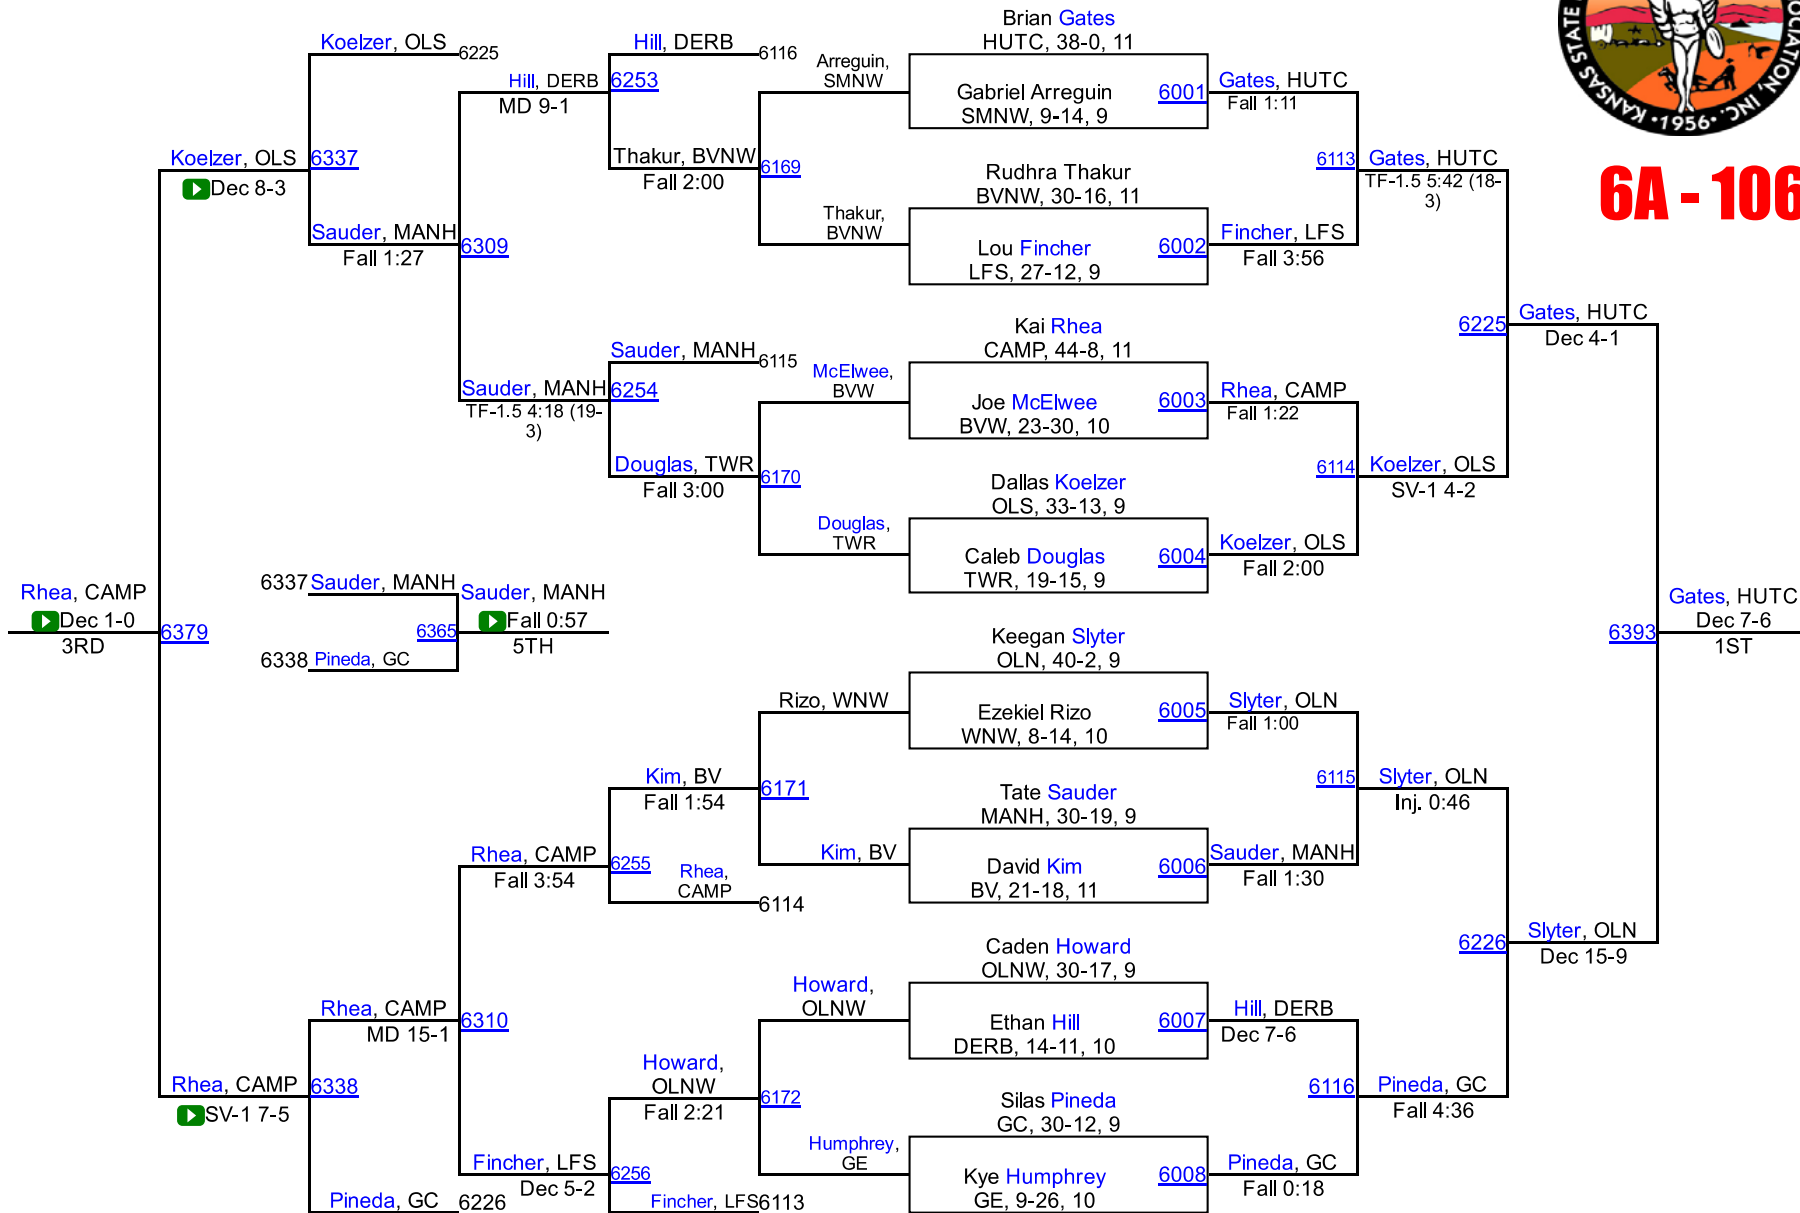 KANSAS STATE
OCIATION, INC.
•1956•
6A - 106
Brian Gates
HUTC, 38-0, 11
Gabriel Arreguin
SMNW, 9-14, 9
6001
Rudhra Thakur
BVNW, 30-16, 11
Lou Fincher
LFS, 27-12, 9
6002
Kai Rhea
CAMP, 44-8, 11
Joe McElwee
BVW, 23-30, 10
6003
Dallas Koelzer
OLS, 33-13, 9
Caleb Douglas
TWR, 19-15, 9
6004
Keegan Slyter
OLN, 40-2, 9
Ezekiel Rizo
WNW, 8-14, 10
6005
Tate Sauder
MANH, 30-19, 9
David Kim
BV, 21-18, 11
6006
Caden Howard
OLNW, 30-17, 9
Ethan Hill
DERB, 14-11, 10
6007
Silas Pineda
GC, 30-12, 9
Kye Humphrey
GE, 9-26, 10
6008
Gates, HUTC
Fall 1:11
Fincher, LFS
Fall 3:56
Rhea, CAMP
Fall 1:22
Koelzer, OLS
Fall 2:00
Slyter, OLN
Fall 1:00
Sauder, MANH
Fall 1:30
Hill, DERB
Dec 7-6
Pineda, GC
Fall 0:18
6113
Gates, HUTC
TF-1.5 5:42 (18-
3)
6114
Koelzer, OLS
SV-1 4-2
6115
Slyter, OLN
Inj. 0:46
6116
Pineda, GC
Fall 4:36
6225
Gates, HUTC
Dec 4-1
6226
Slyter, OLN
Dec 15-9
6393
Gates, HUTC
Dec 7-6
1ST
Arreguin,
SMNW
Thakur,
BVNW
McElwee,
BVW
Douglas,
TWR
Rizo, WNW
Kim, BV
Howard,
OLNW
Humphrey,
GE
Hill, DERB
6116
6169
Thakur, BVNW
Fall 2:00
Sauder, MANH
6115
6170
Douglas, TWR
Fall 3:00
6171
Kim, BV
Fall 1:54
Rhea,
CAMP
6114
6172
Howard,
OLNW
Fall 2:21
Fincher, LFS
6113
6253
Hill, DERB
MD 9-1
6254
Sauder, MANH
TF-1.5 4:18 (19-
3)
6255
Rhea, CAMP
Fall 3:54
6256
Fincher, LFS
Dec 5-2
Koelzer, OLS
6225
6309
Sauder, MANH
Fall 1:27
6310
Rhea, CAMP
MD 15-1
Pineda, GC
6226
6337
Koelzer, OLS
Dec 8-3
6338
Rhea, CAMP
SV-1 7-5
6379
Rhea, CAMP
Dec 1-0
3RD
6337
Sauder, MANH
6338
Pineda, GC
6365
Sauder, MANH
Fall 0:57
5TH